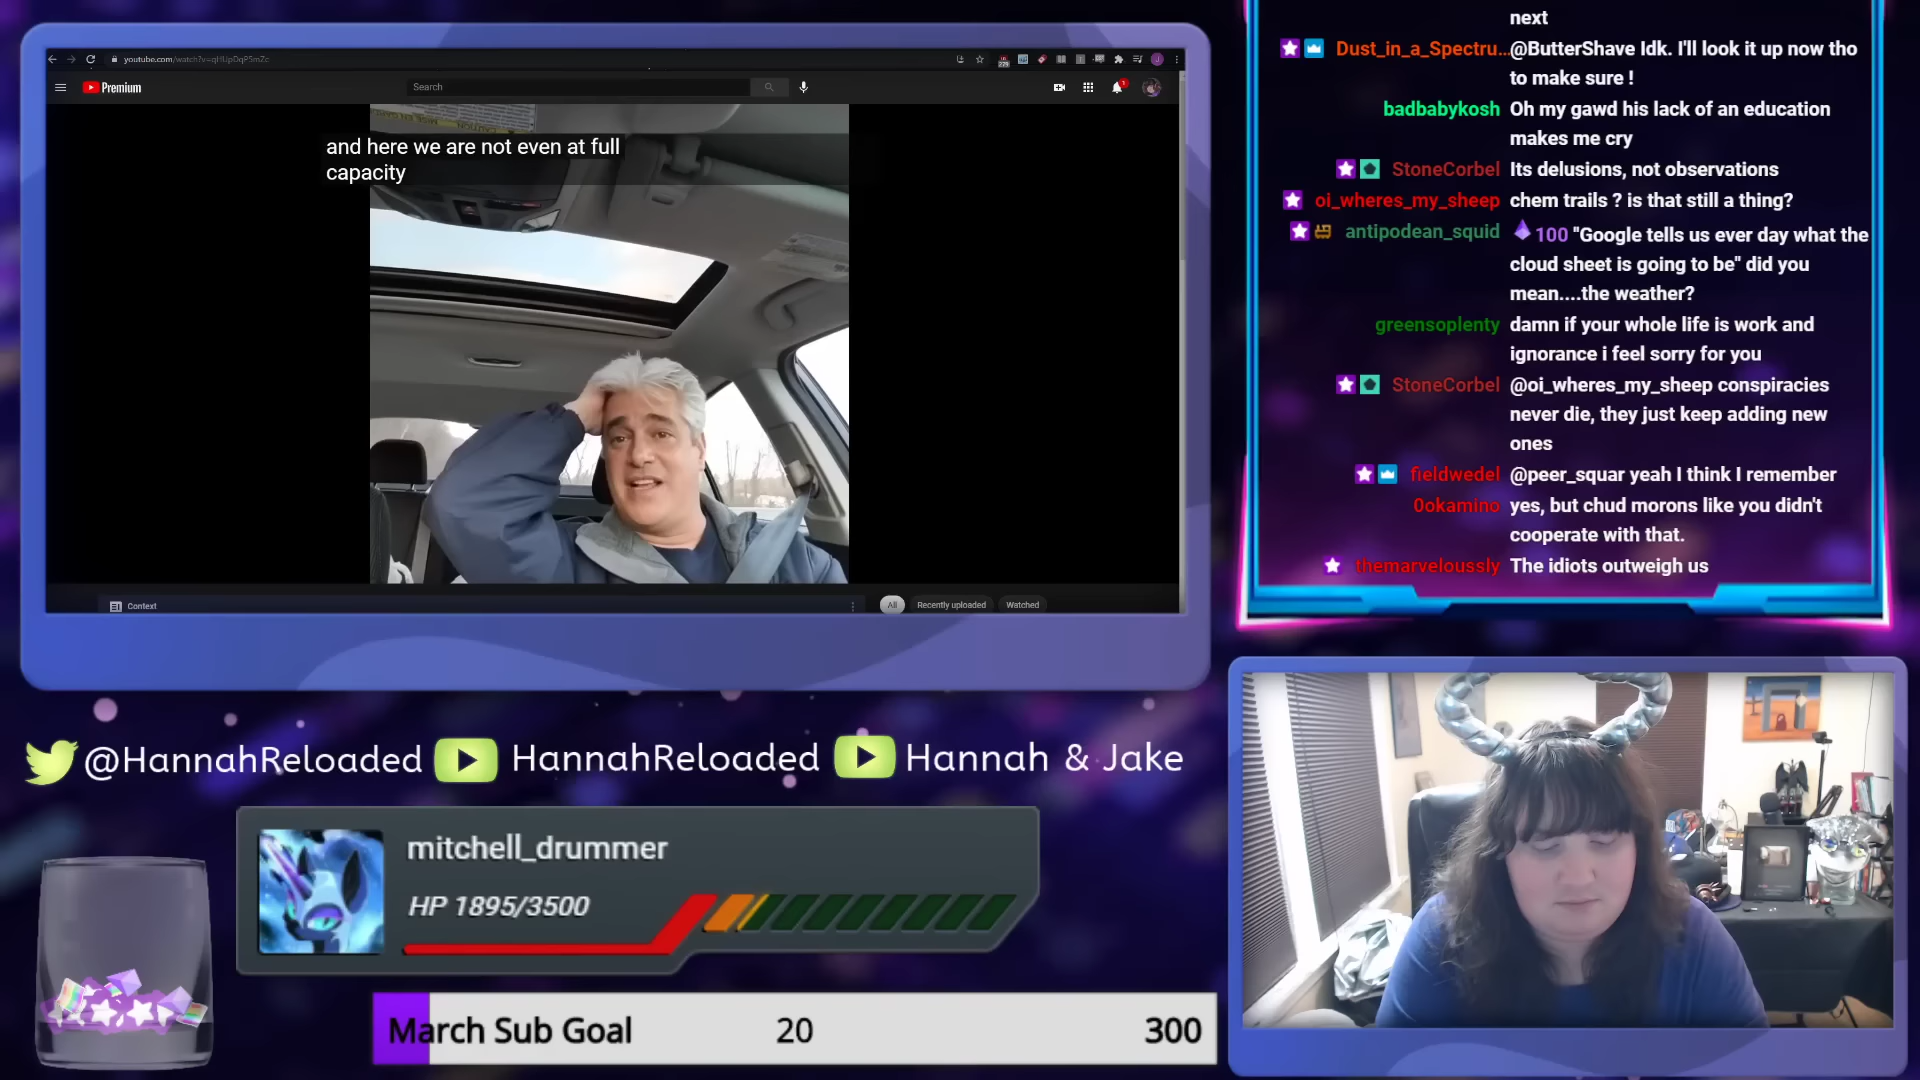 youtube.com/watch?v=qHUpDqP5mZc
Premium
Search
and here we are not even at full
capacity
Context
All
Recently uploaded
Watched
next
Dust_in_a_Spectru... @ButterShave Idk. I'll look it up now tho
to make sure !
badbabykosh Oh my gawd his lack of an education
makes me cry
StoneCorbel Its delusions, not observations
oi_wheres_my_sheep chem trails ? is that still a thing?
antipodean_squid 100 "Google tells us ever day what the
cloud sheet is going to be" did you
mean....the weather?
greensoplenty damn if your whole life is work and
ignorance i feel sorry for you
StoneCorbel @oi_wheres_my_sheep conspiracies
never die, they just keep adding new
ones
fieldwedel @peer_squar yeah I think I remember
0okamino yes, but chud morons like you didn't
cooperate with that.
themarveloussly The idiots outweigh us
@HannahReloaded HannahReloaded Hannah & Jake
mitchell_drummer
HP 1895/3500
March Sub Goal 20 300